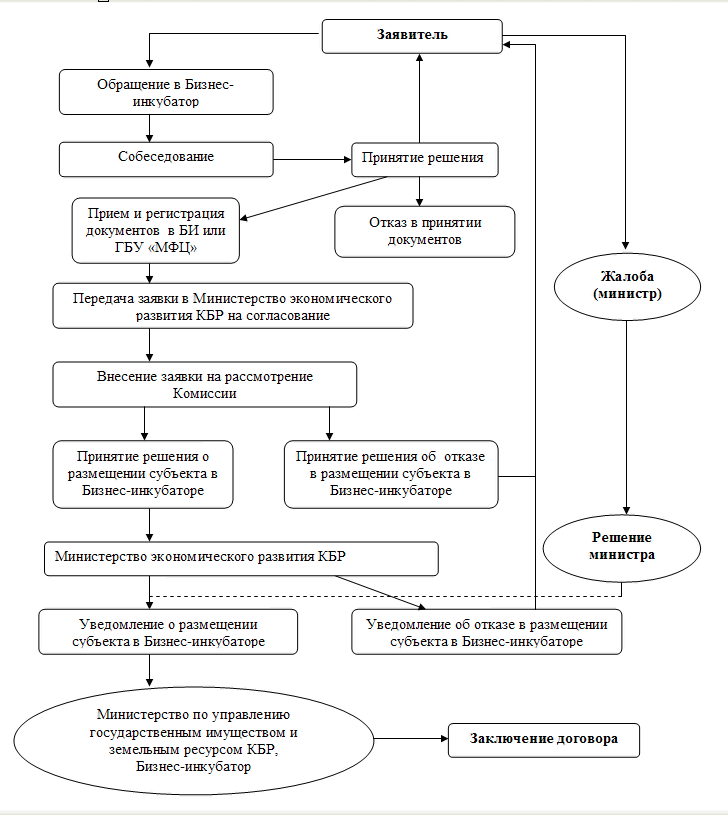 Заявитель
Обращение в Бизнес-
инкубатор
Собеседование
Принятие решения
Прием и регистрация
документов в БИ или
ГБУ «МФЦ»
Отказ в принятии
документов
Жалоба
(министр)
Передача заявки в Министерство экономического
развития КБР на согласование
Внесение заявки на рассмотрение
Комиссии
Принятие решения о
размещении субъекта в
Бизнес-инкубаторе
Принятие решения об отказе
в размещении субъекта в
Бизнес-инкубаторе
Решение
министра
Министерство экономического развития КБР
Уведомление о размещении
субъекта в Бизнес-инкубаторе
Уведомление об отказе в размещении
субъекта в Бизнес-инкубаторе
Министерство по управлению
государственным имуществом и
земельным ресурсом КБР,
Бизнес-инкубатор
Заключение договора